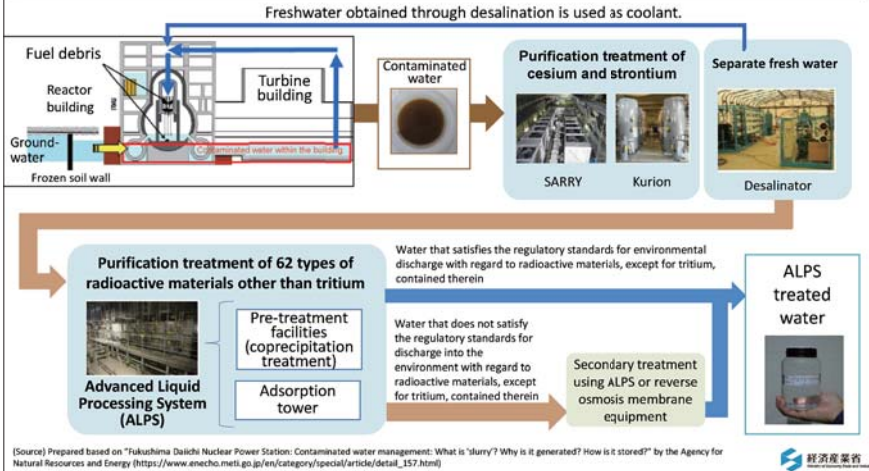 Freshwater obtained through desalination is used as coolant.
Fuel debris
Reactor
building
Ground-
water
Frozen soil wall
Turbine
building
Contaminated water within the building
Contaminated
water
Purification treatment of
cesium and strontium
SARRY
Kurion
Separate fresh water
Desalinator
Purification treatment of 62 types of
radioactive materials other than tritium
Advanced Liquid
Processing System
(ALPS)
Pre-treatment
facilities
(coprecipitation
treatment)
Adsorption
tower
Water that satisfies the regulatory standards for environmental
discharge with regard to radioactive materials, except for tritium,
contained therein
Water that does not satisfy
the regulatory standards for
discharge into the
environment with regard to
radioactive materials, except
for tritium, contained therein
Secondary treatment
using ALPS or reverse
osmosis membrane
equipment
ALPS
treated
water
(Source) Prepared based on "Fukushima Daiichi Nuclear Power Station: Contaminated water management: What is 'slurry'? Why is it generated? How is it stored?" by the Agency for
Natural Resources and Energy (https://www.enecho.meti.go.jp/en/category/special/article/detail_157.html)
経済産業省